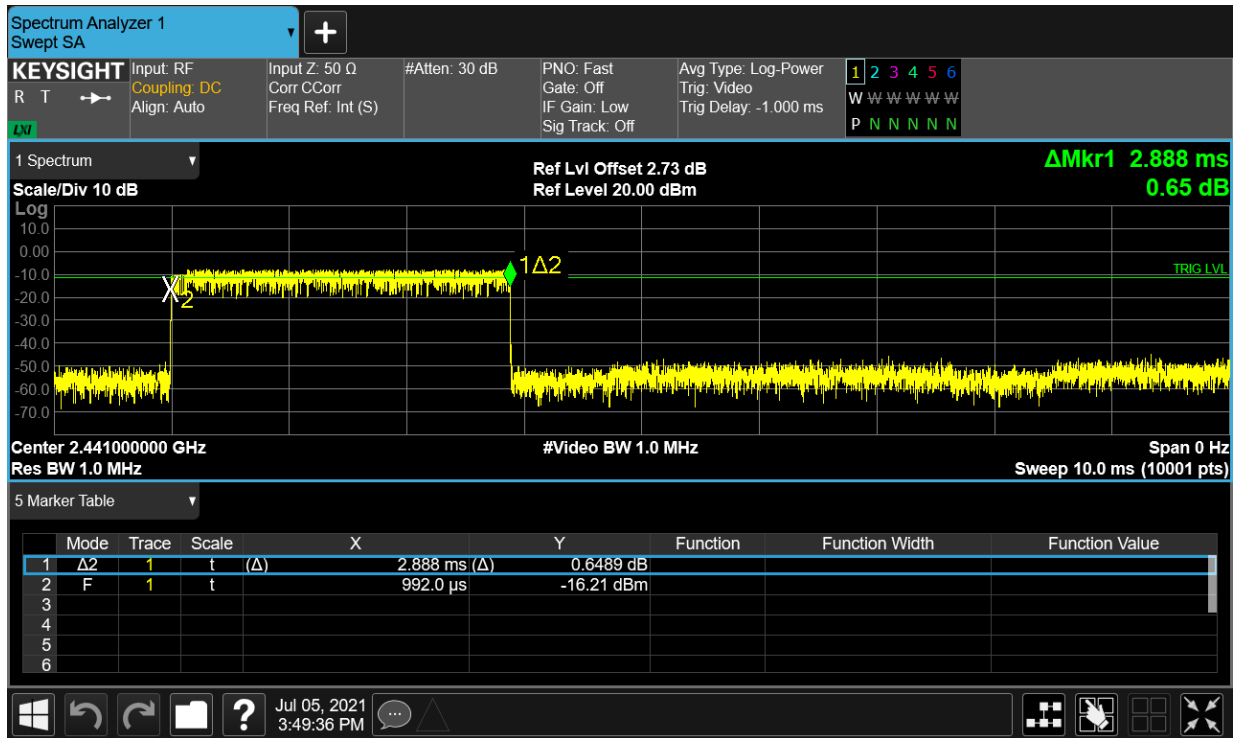 Spectrum Analyzer 1
Swept SA
▼
+
KEYSIGHT
R T
LXI
Input: RF
Coupling: DC
Align: Auto
Input Z: 50 Ω
Corr CCorr
Freq Ref: Int (S)
#Atten: 30 dB
PNO: Fast
Gate: Off
IF Gain: Low
Sig Track: Off
Avg Type: Log-Power
Trig: Video
Trig Delay: -1.000 ms
1 2 3 4 5 6
W W W W W W
P N N N N N
1 Spectrum ▼
Scale/Div 10 dB
Ref Lvl Offset 2.73 dB
Ref Level 20.00 dBm
ΔMkr1 2.888 ms
0.65 dB
Log
10.0
0.00
-10.0
-20.0
-30.0
-40.0
-50.0
-60.0
-70.0
X2
1Δ2
TRIG LVL
Center 2.441000000 GHz
#Video BW 1.0 MHz
Span 0 Hz
Res BW 1.0 MHz
Sweep 10.0 ms (10001 pts)
5 Marker Table ▼
Mode Trace Scale X Y Function Function Width Function Value
1 Δ2 1 t (Δ) 2.888 ms (Δ) 0.6489 dB
2 F 1 t 992.0 µs -16.21 dBm
3
4
5
6
?
Jul 05, 2021
3:49:36 PM